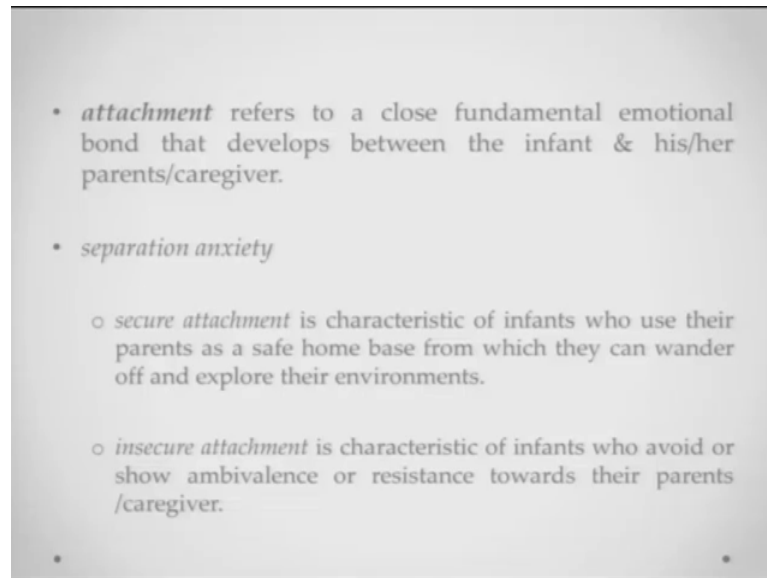 • attachment refers to a close fundamental emotional
bond that develops between the infant & his/her
parents/caregiver.
• separation anxiety
o secure attachment is characteristic of infants who use their
parents as a safe home base from which they can wander
off and explore their environments.
o insecure attachment is characteristic of infants who avoid or
show ambivalence or resistance towards their parents
/caregiver.